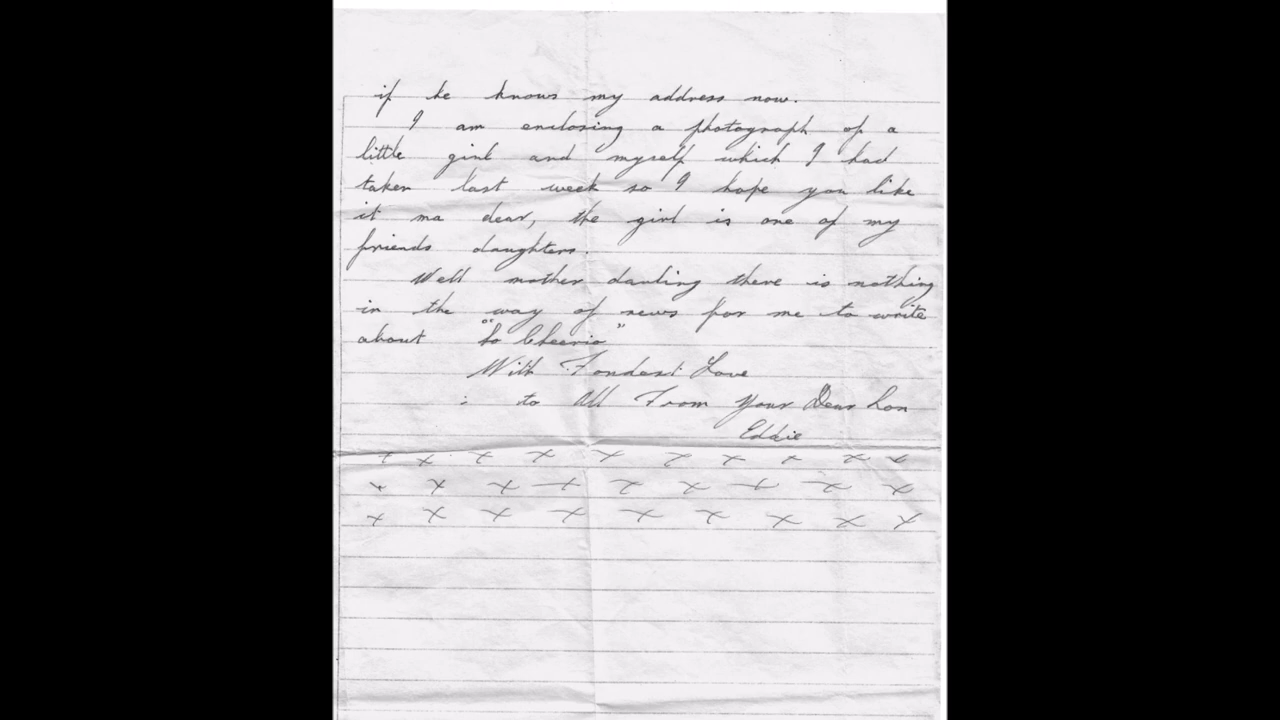 if he knows my address now.
I am enclosing a photograph of a
little girl and myself which I had
taken last week so I hope you like
it ma dear, the girl is one of my
friends daughters.
Well mother darling there is nothing
in the way of news for me to write
about "So Cheerio"
With Fondest Love
to All From Your Dear Son
Eddie
x x x x x x x x x x
x x x x x x x x x
x x x x x x x x x